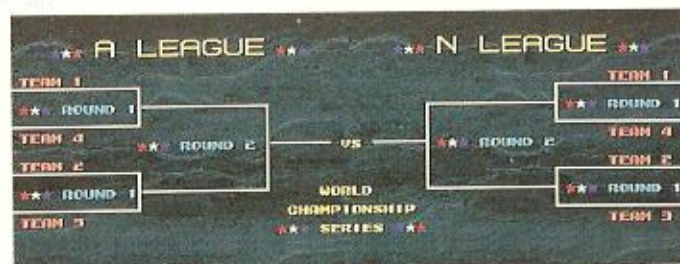 A LEAGUE
N LEAGUE
TEAM 1
ROUND 1
TEAM 4
ROUND 2
TEAM 2
ROUND 1
TEAM 3
VS
WORLD
CHAMPIONSHIP
SERIES
TEAM 1
ROUND 1
TEAM 4
ROUND 2
TEAM 2
ROUND 1
TEAM 3